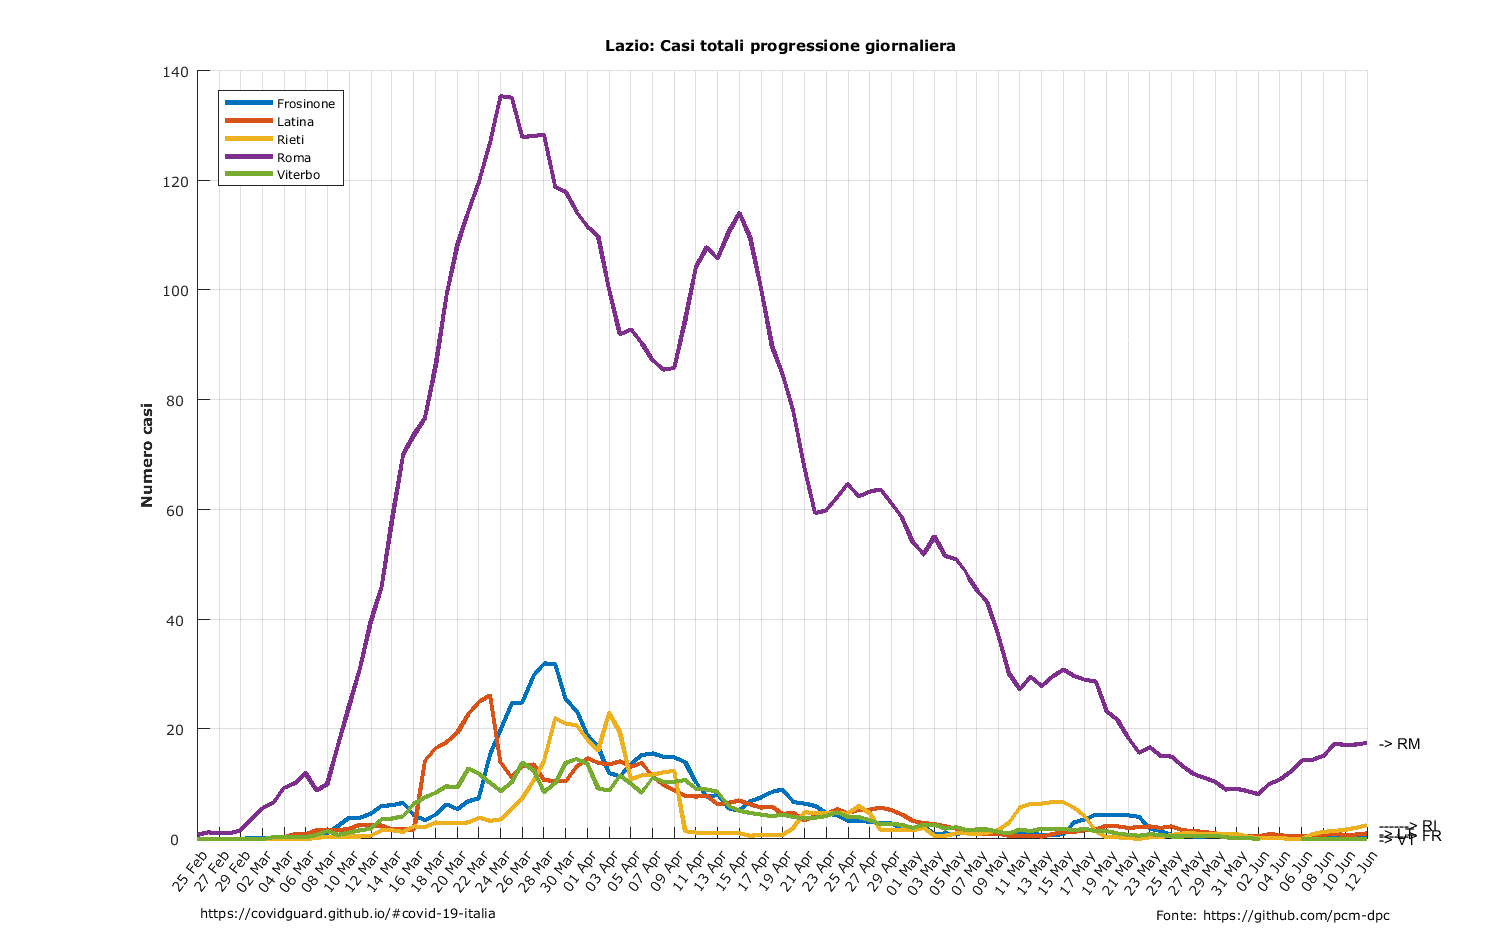 Lazio: Casi totali progressione giornaliera
Numero casi
140
120
100
80
60
40
20
0
Frosinone
Latina
Rieti
Roma
Viterbo
-> RM
------> RI
-> LT
----> FR
-> VT
25 Feb
27 Feb
29 Feb
02 Mar
04 Mar
06 Mar
08 Mar
10 Mar
12 Mar
14 Mar
16 Mar
18 Mar
20 Mar
22 Mar
24 Mar
26 Mar
28 Mar
30 Mar
01 Apr
03 Apr
05 Apr
07 Apr
09 Apr
11 Apr
13 Apr
15 Apr
17 Apr
19 Apr
21 Apr
23 Apr
25 Apr
27 Apr
29 Apr
01 May
03 May
05 May
07 May
09 May
11 May
13 May
15 May
17 May
19 May
21 May
23 May
25 May
27 May
29 May
31 May
02 Jun
04 Jun
06 Jun
08 Jun
10 Jun
12 Jun
https://covidguard.github.io/#covid-19-italia
Fonte: https://github.com/pcm-dpc